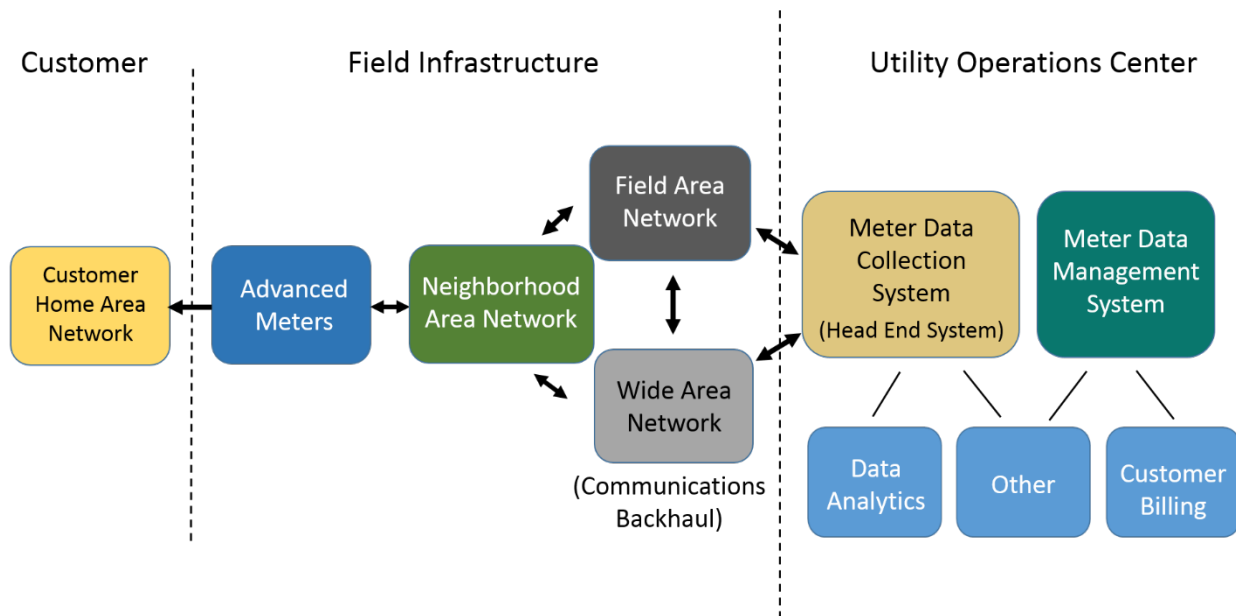 Customer
Field Infrastructure
Utility Operations Center
Customer
Home Area
Network
Advanced
Meters
Neighborhood
Area Network
Field Area
Network
Wide Area
Network
(Communications
Backhaul)
Meter Data
Collection
System
(Head End System)
Meter Data
Management
System
Data
Analytics
Other
Customer
Billing